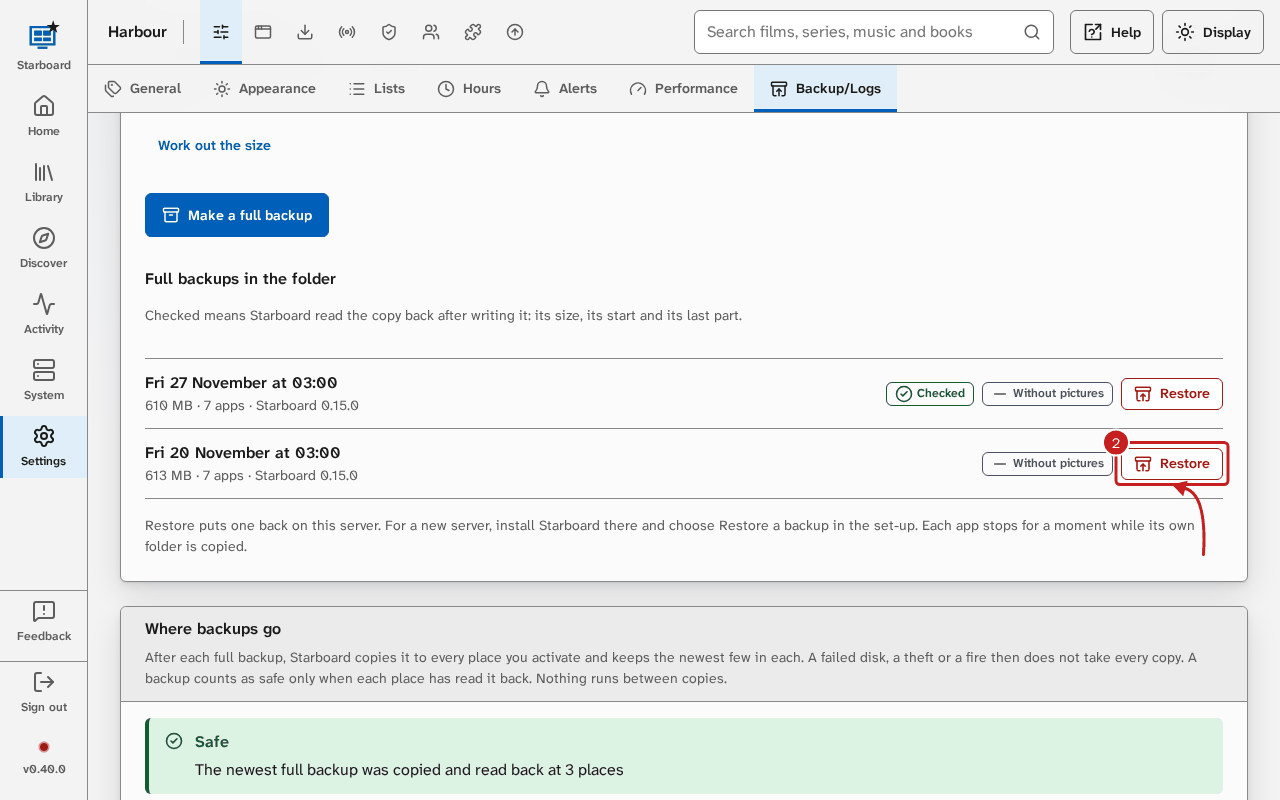 Starboard
Home
Library
Discover
Activity
System
Settings
Feedback
Sign out
v0.40.0
Harbour
Search films, series, music and books
Help
Display
General
Appearance
Lists
Hours
Alerts
Performance
Backup/Logs
Work out the size
Make a full backup
Full backups in the folder
Checked means Starboard read the copy back after writing it: its size, its start and its last part.
Fri 27 November at 03:00
610 MB · 7 apps · Starboard 0.15.0
Checked
Without pictures
Restore
Fri 20 November at 03:00
613 MB · 7 apps · Starboard 0.15.0
Without pictures
2
Restore
Restore puts one back on this server. For a new server, install Starboard there and choose Restore a backup in the set-up. Each app stops for a moment while its own
folder is copied.
Where backups go
After each full backup, Starboard copies it to every place you activate and keeps the newest few in each. A failed disk, a theft or a fire then does not take every copy. A
backup counts as safe only when each place has read it back. Nothing runs between copies.
Safe
The newest full backup was copied and read back at 3 places